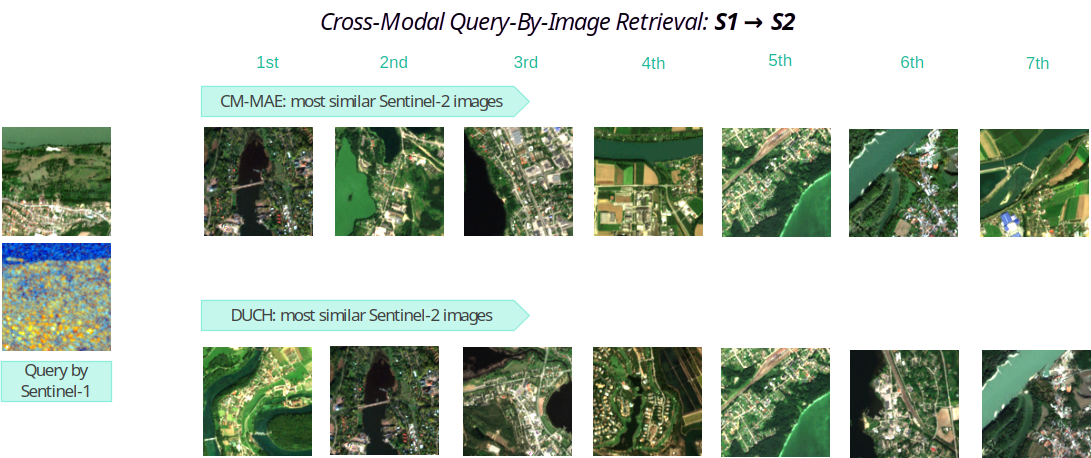 Cross-Modal Query-By-Image Retrieval: S1 → S2
1st 2nd 3rd 4th 5th 6th 7th
CM-MAE: most similar Sentinel-2 images
DUCH: most similar Sentinel-2 images
Query by
Sentinel-1